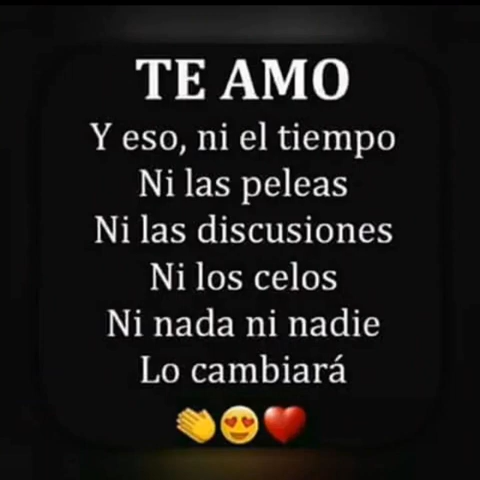 TE AMO
Y eso, ni el tiempo
Ni las peleas
Ni las discusiones
Ni los celos
Ni nada ni nadie
Lo cambiará
👏😍❤️